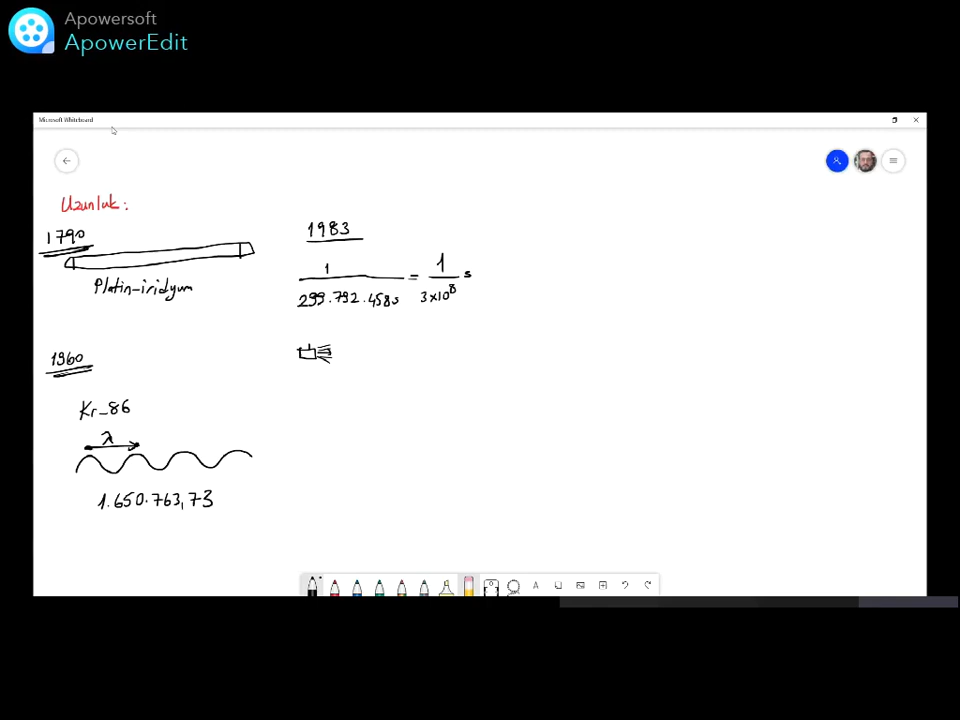 Apowersoft
ApowerEdit
Microsoft Whiteboard
Uzunluk:
1790
Platin-iridyum
1960
Kr-86
λ
1.650.763,73
1983
1 / 299.792.458 s = 1 / 3x10⁸ s
A